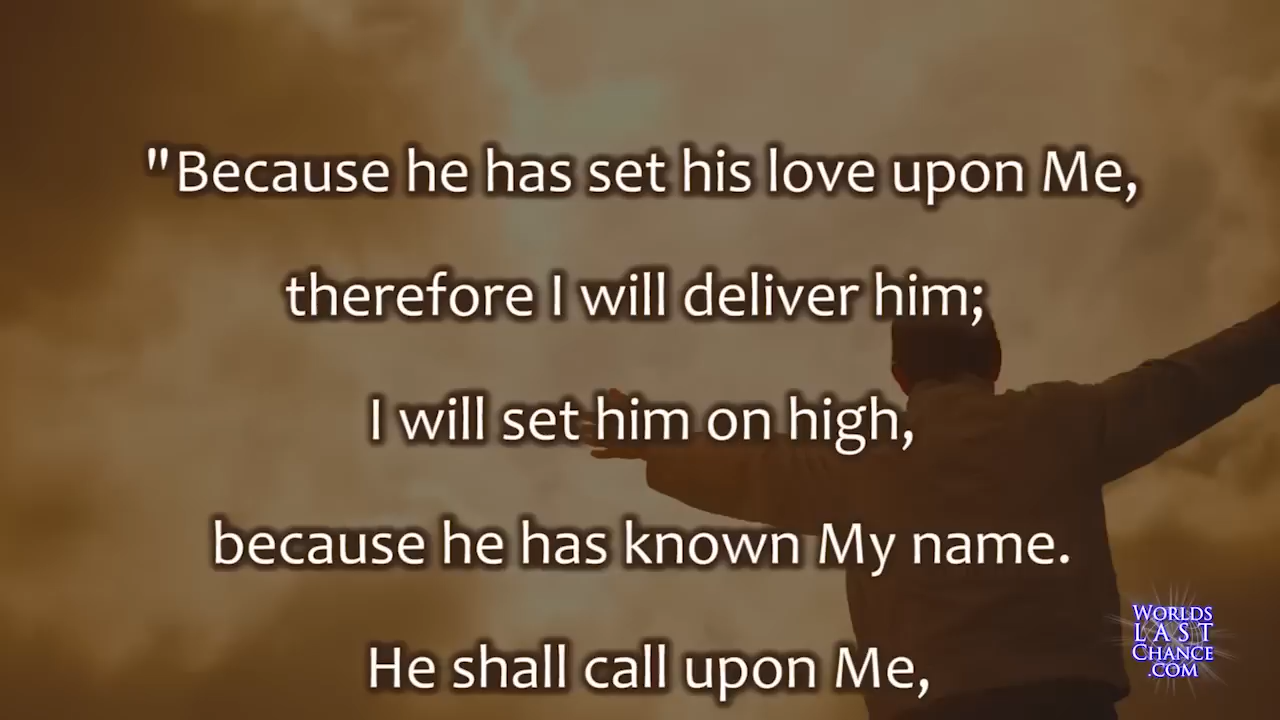 "Because he has set his love upon Me,
therefore I will deliver him;
I will set him on high,
because he has known My name.
He shall call upon Me,
WORLDS
LAST
CHANCE
.COM